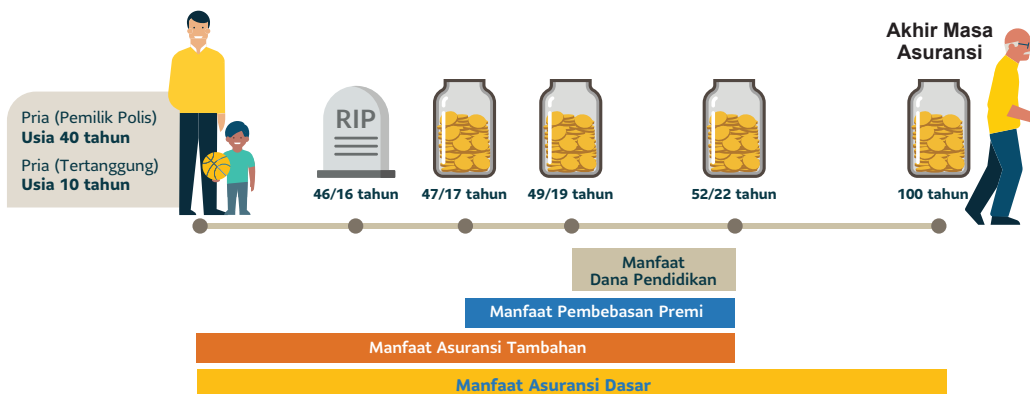 Akhir Masa
Asuransi
Pria (Pemilik Polis)
Usia 40 tahun
Pria (Tertanggung)
Usia 10 tahun
RIP
46/16 tahun
47/17 tahun
49/19 tahun
52/22 tahun
100 tahun
Manfaat
Dana Pendidikan
Manfaat Pembebasan Premi
Manfaat Asuransi Tambahan
Manfaat Asuransi Dasar